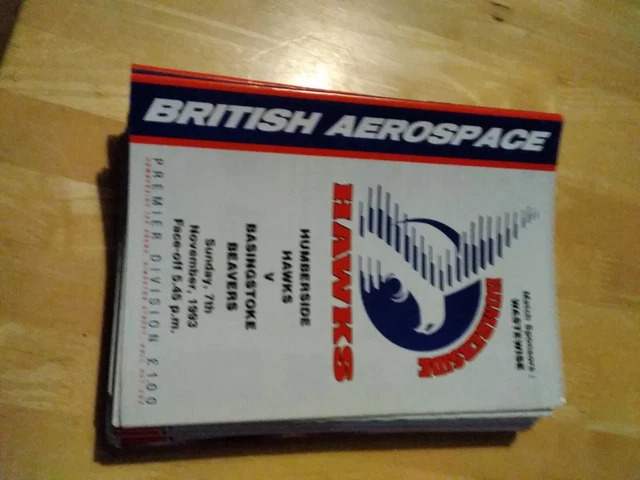 BRITISH AEROSPACE
Match Sponsors /
WASTEWISE
HUMBERSIDE
HAWKS
HUMBERSIDE
HAWKS
V
BASINGSTOKE
BEAVERS
Sunday, 7th
November, 1993
Face-off 5.45 p.m.
PREMIER DIVISION £1.00